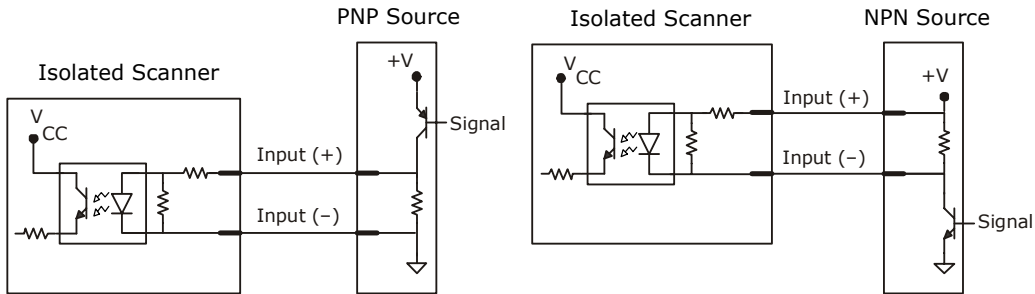 PNP Source
Isolated Scanner
+V
V
CC
Signal
Input (+)
Input (−)
Isolated Scanner
NPN Source
V
CC
+V
Input (+)
Input (−)
Signal